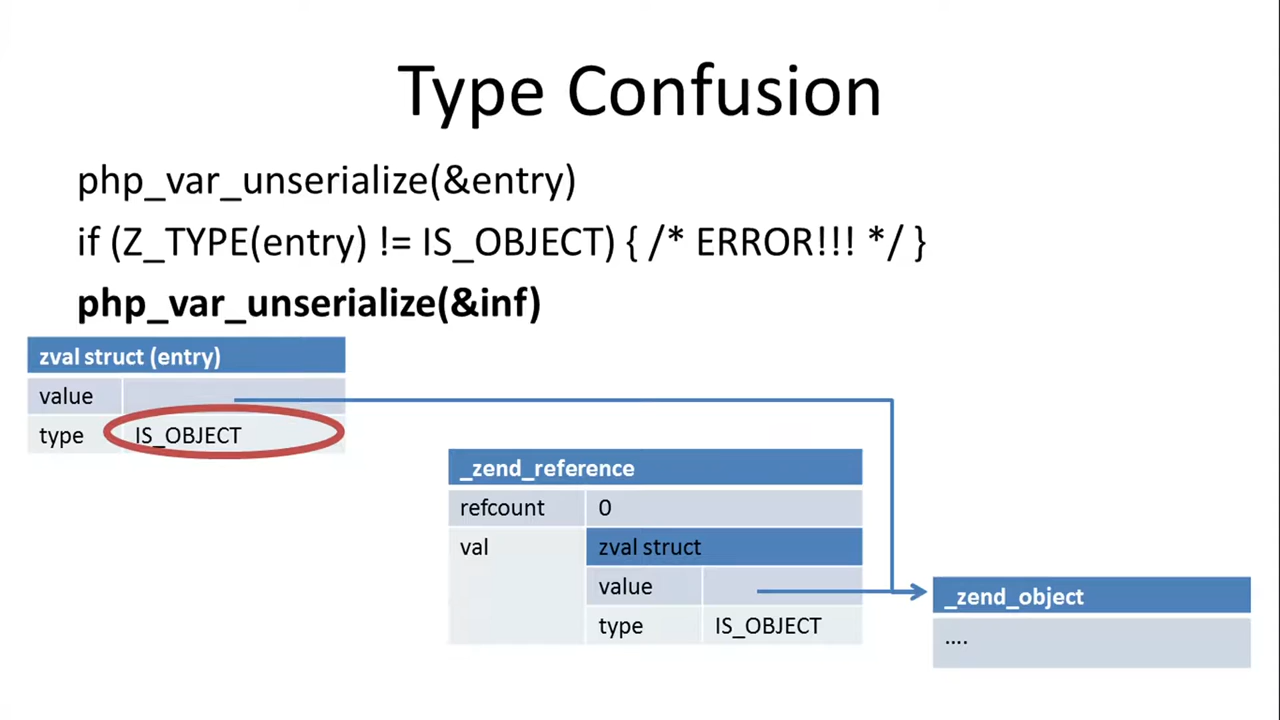 Type Confusion
php_var_unserialize(&entry)
if (Z_TYPE(entry) != IS_OBJECT) { /* ERROR!!! */ }
php_var_unserialize(&inf)
zval struct (entry)
value
type IS_OBJECT
_zend_reference
refcount 0
val zval struct
value
type IS_OBJECT
_zend_object
....